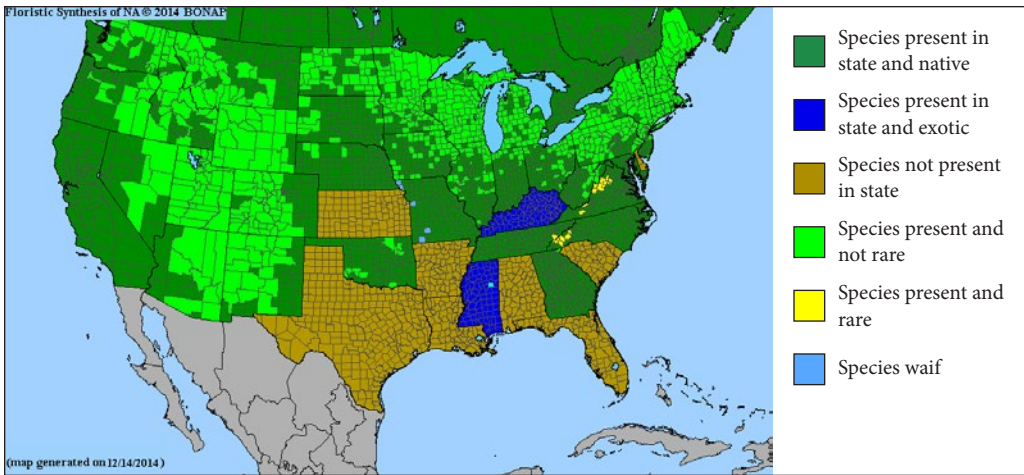 Floristic Synthesis of NA © 2014 BONAP
Species present in
state and native
Species present in
state and exotic
Species not present
in state
Species present and
not rare
Species present and
rare
Species waif
(map generated on 12/14/2014)